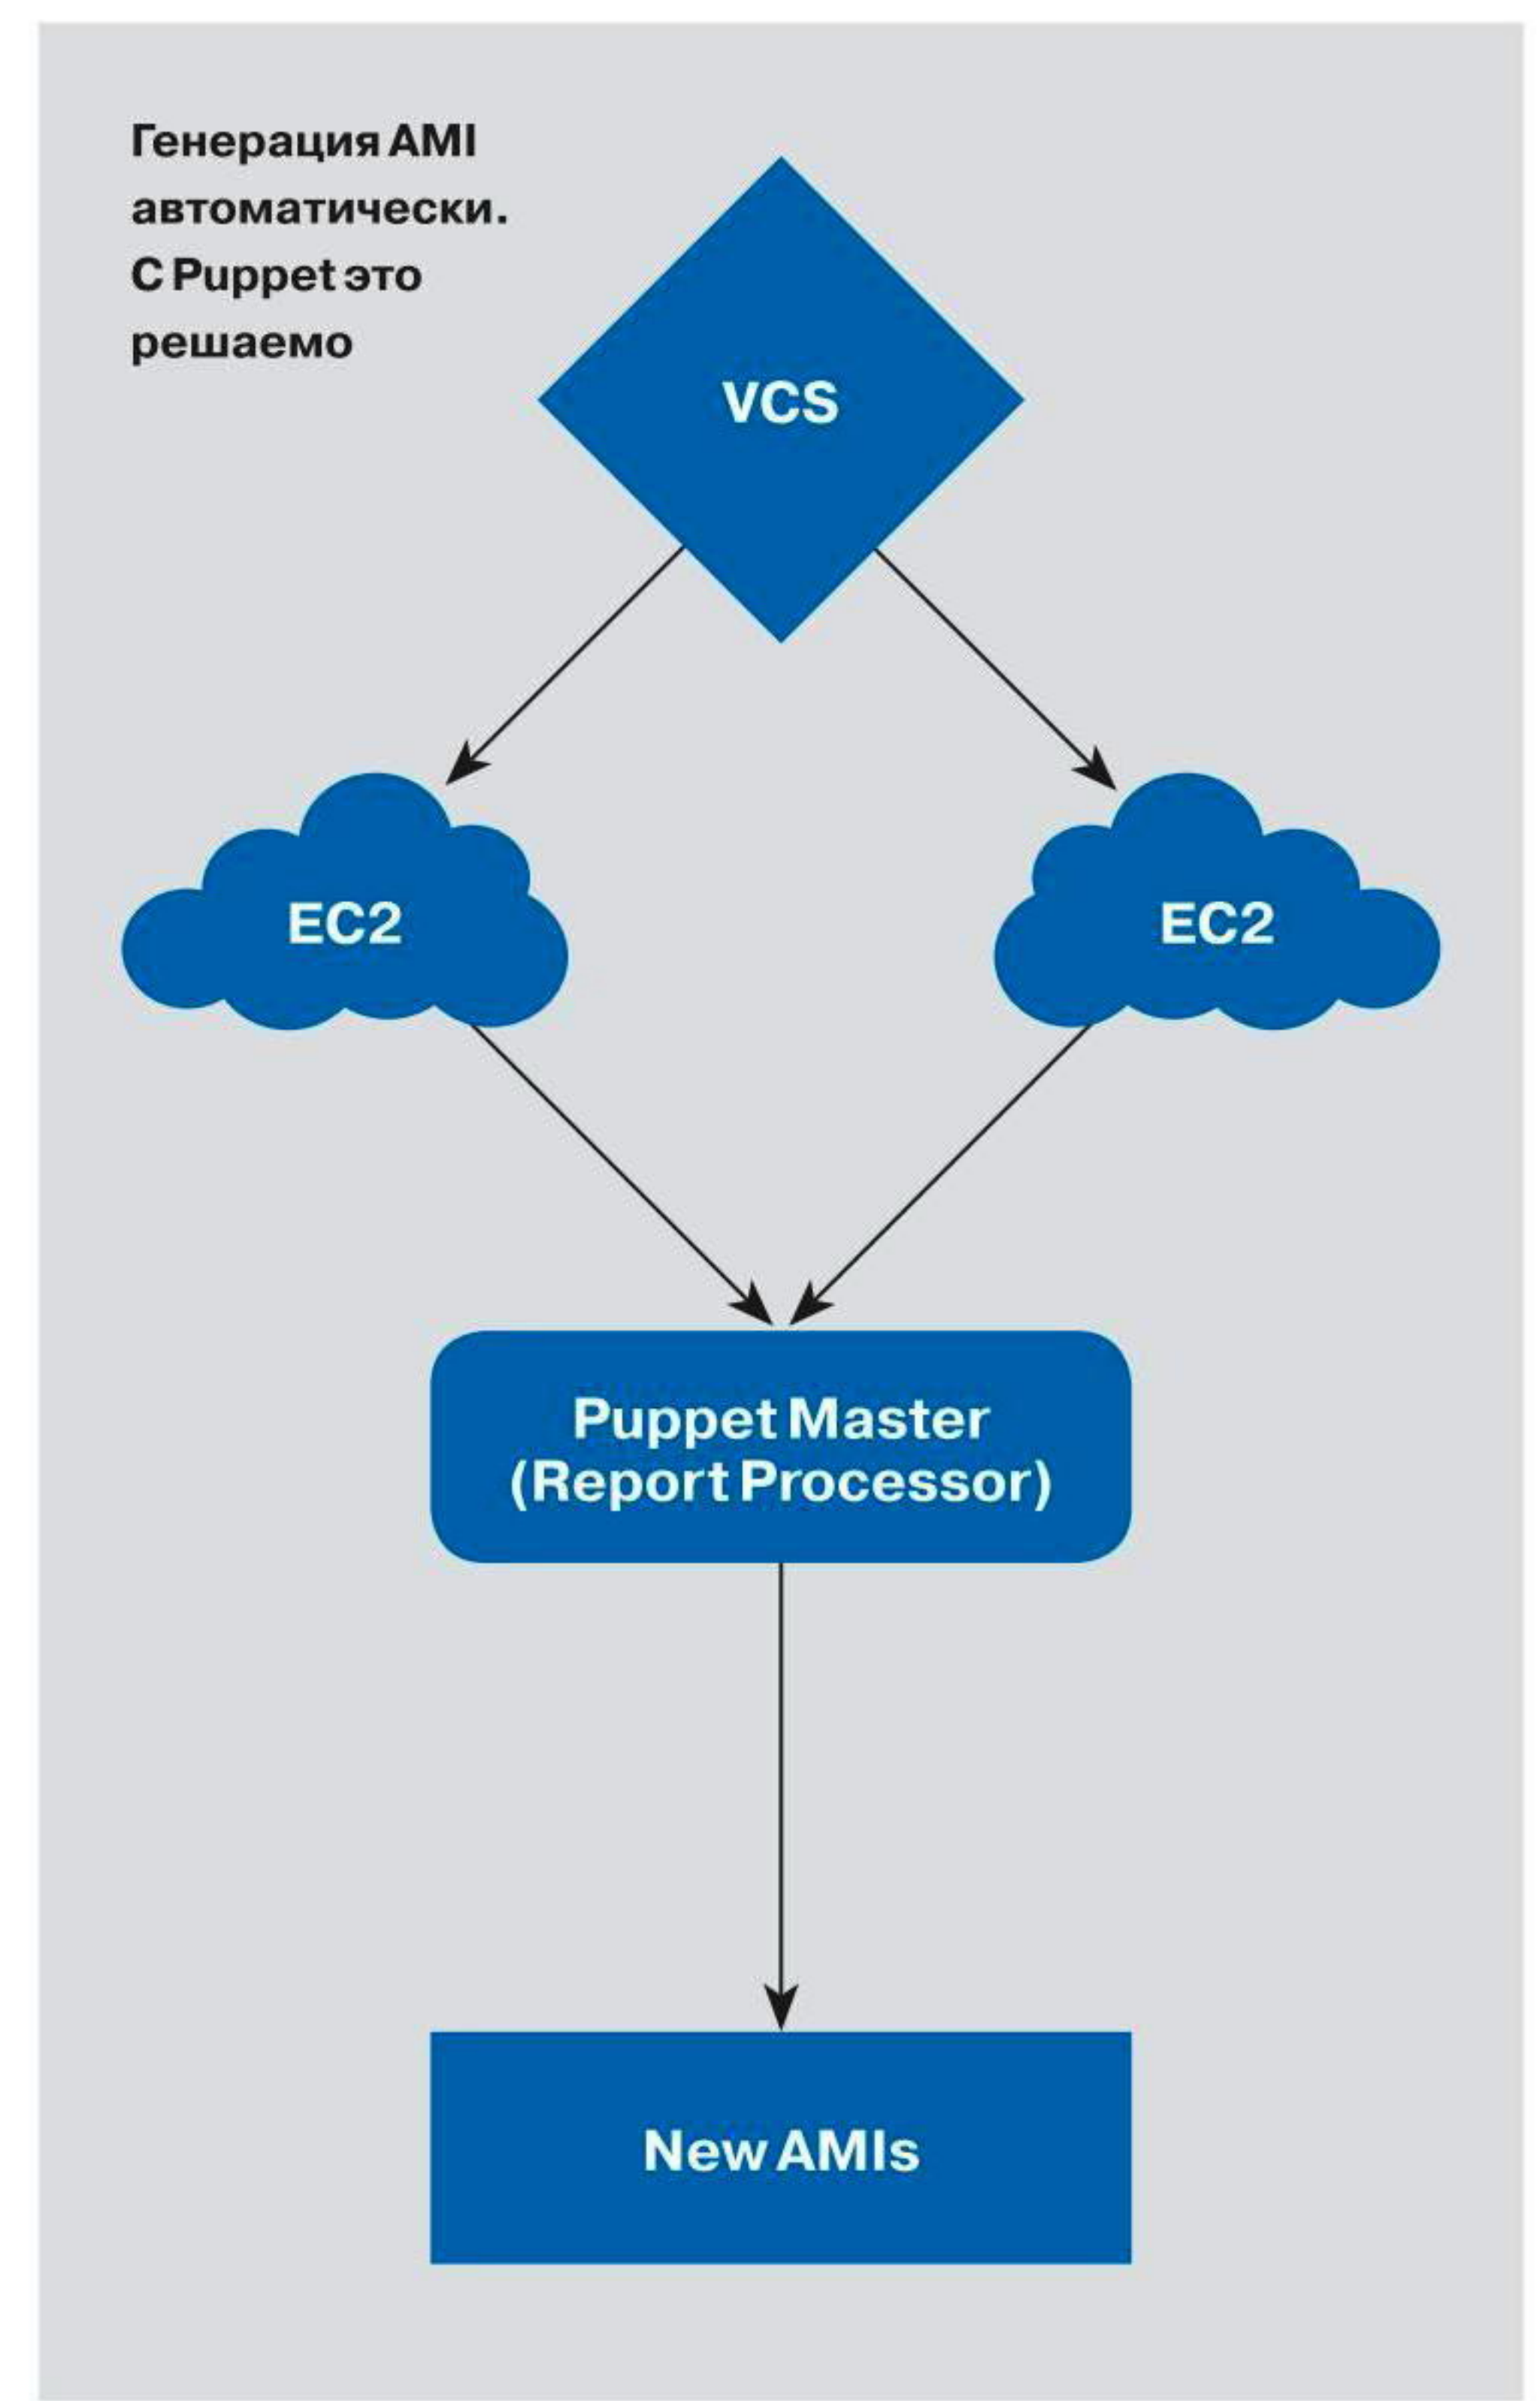 Генерация AMI
автоматически.
С Puppet это
решаемо
VCS
EC2
EC2
Puppet Master
(Report Processor)
New AMIs